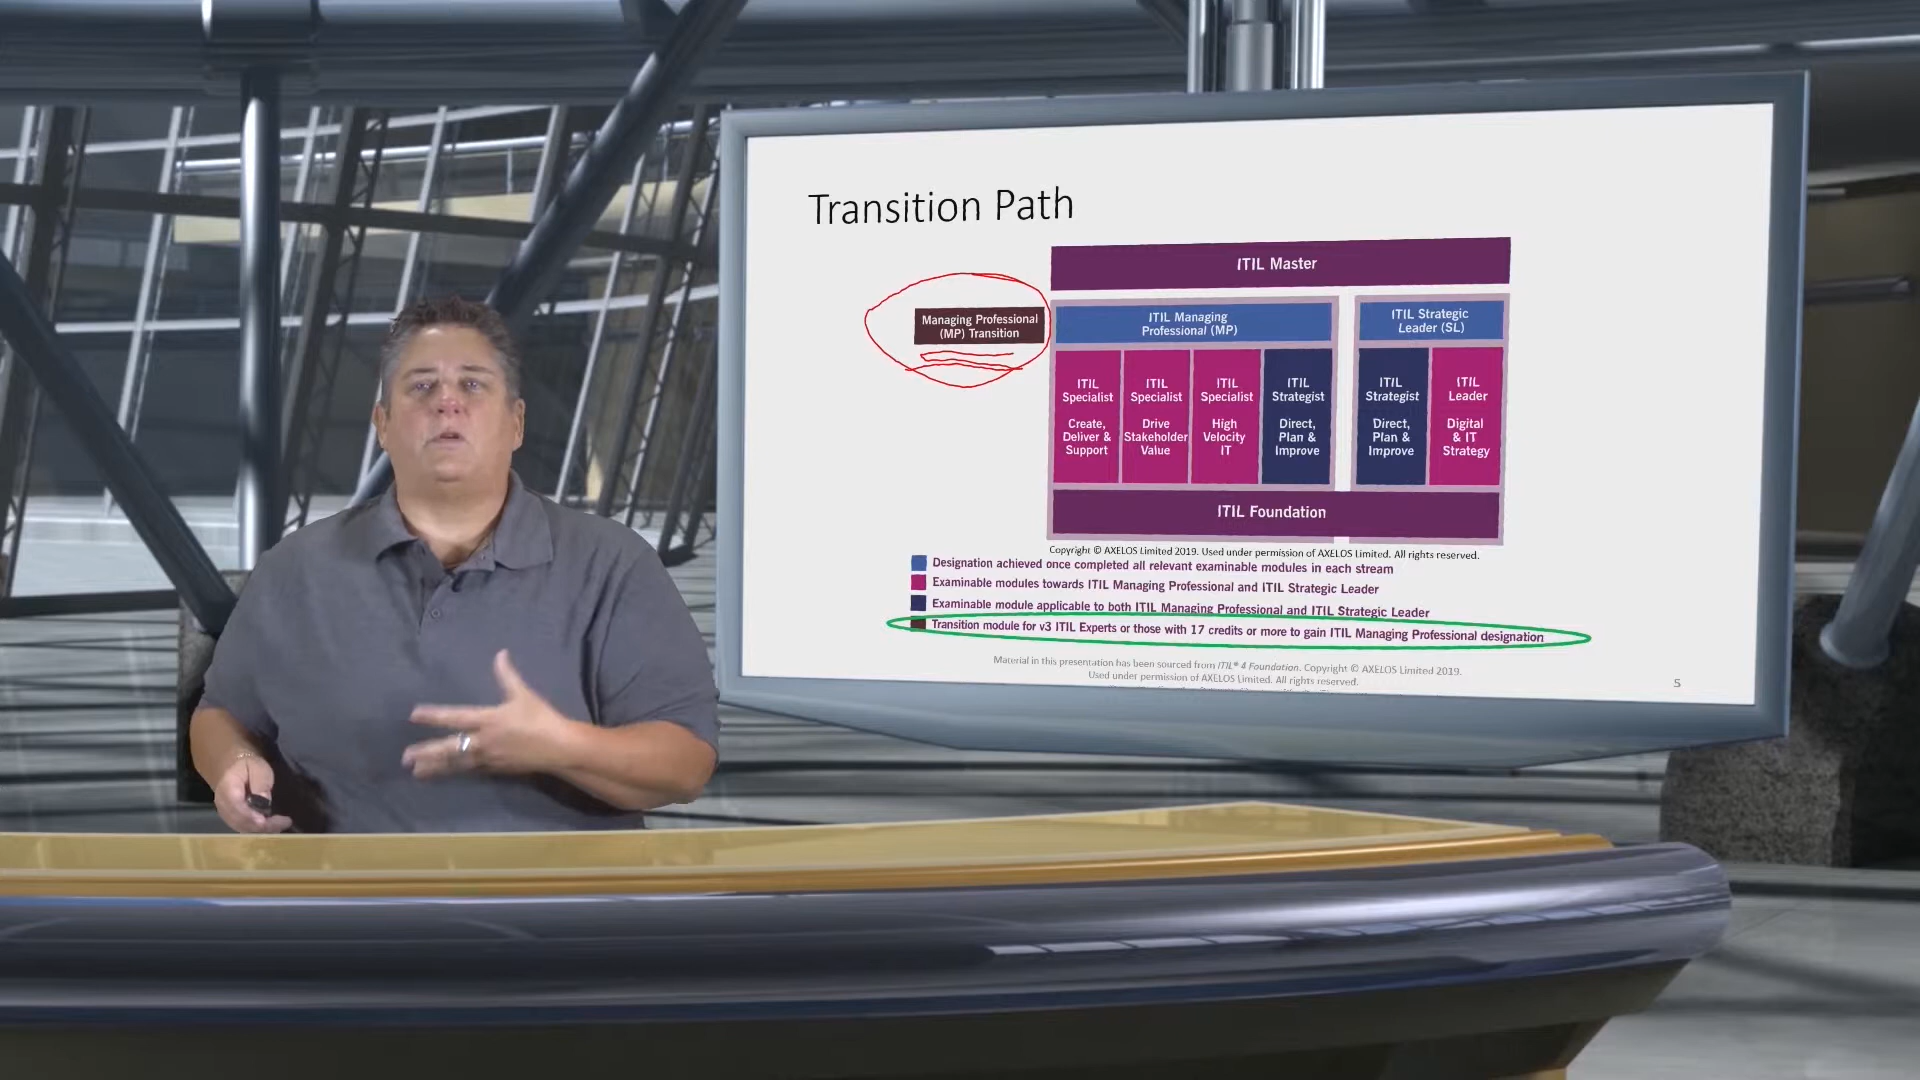 Transition Path
ITIL Master
Managing Professional
(MP) Transition
ITIL Managing
Professional (MP)
ITIL Strategic
Leader (SL)
ITIL
Specialist
Create,
Deliver &
Support
ITIL
Specialist
Drive
Stakeholder
Value
ITIL
Specialist
High
Velocity
IT
ITIL
Strategist
Direct,
Plan &
Improve
ITIL
Strategist
Direct,
Plan &
Improve
ITIL
Leader
Digital
& IT
Strategy
ITIL Foundation
Copyright © AXELOS Limited 2019. Used under permission of AXELOS Limited. All rights reserved.
Designation achieved once completed all relevant examinable modules in each stream
Examinable modules towards ITIL Managing Professional and ITIL Strategic Leader
Examinable module applicable to both ITIL Managing Professional and ITIL Strategic Leader
Transition module for v3 ITIL Experts or those with 17 credits or more to gain ITIL Managing Professional designation
Material in this presentation has been sourced from ITIL® 4 Foundation. Copyright © AXELOS Limited 2019.
Used under permission of AXELOS Limited. All rights reserved.
5